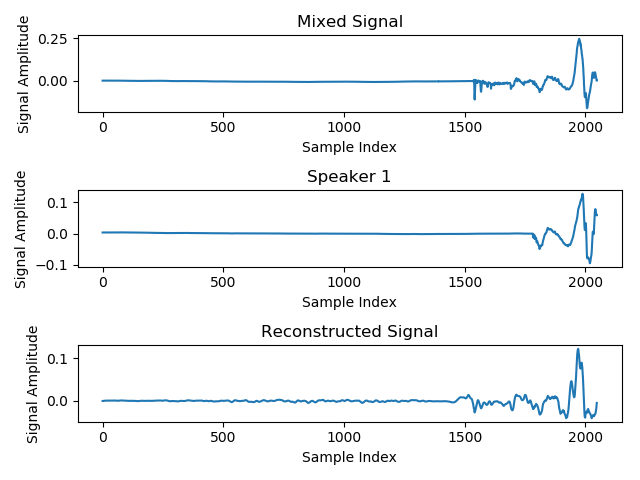 Mixed Signal
Signal Amplitude
0.25
0.00
0 500 1000 1500 2000
Sample Index
Speaker 1
Signal Amplitude
0.1
0.0
−0.1
0 500 1000 1500 2000
Sample Index
Reconstructed Signal
Signal Amplitude
0.1
0.0
0 500 1000 1500 2000
Sample Index